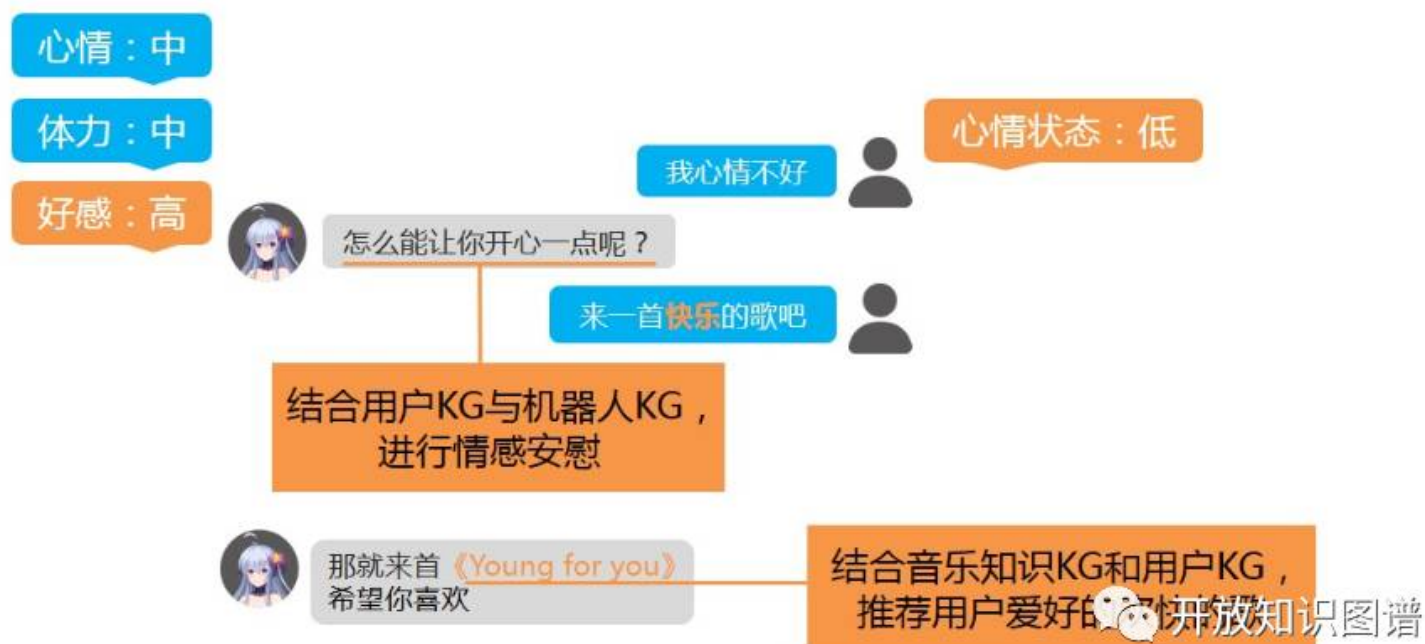 心情：中
体力：中
好感：高
心情状态：低
我心情不好
怎么能让你开心一点呢？
来一首快乐的歌吧
结合用户KG与机器人KG，
进行情感安慰
那就来首《Young for you》
希望你喜欢
结合音乐知识KG和用户KG，
推荐用户爱好的快的歌
开放知识图谱